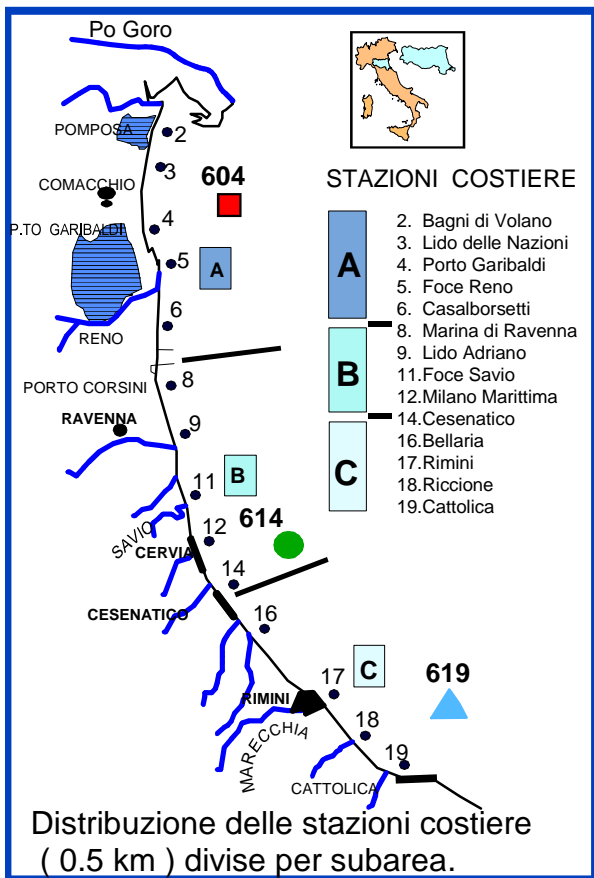 Po Goro
POMPOSA
2
3
COMACCHIO
604
P.TO GARIBALDI
4
5
A
6
RENO
PORTO CORSINI
8
RAVENNA
9
11
B
SAVIO
12
614
CERVIA
14
CESENATICO
16
RIMINI
17
C
619
MARECCHIA
18
CATTOLICA
19
STAZIONI COSTIERE
A
B
C
2. Bagni di Volano
3. Lido delle Nazioni
4. Porto Garibaldi
5. Foce Reno
6. Casalborsetti
8. Marina di Ravenna
9. Lido Adriano
11.Foce Savio
12.Milano Marittima
14.Cesenatico
16.Bellaria
17.Rimini
18.Riccione
19.Cattolica
Distribuzione delle stazioni costiere
( 0.5 km ) divise per subarea.